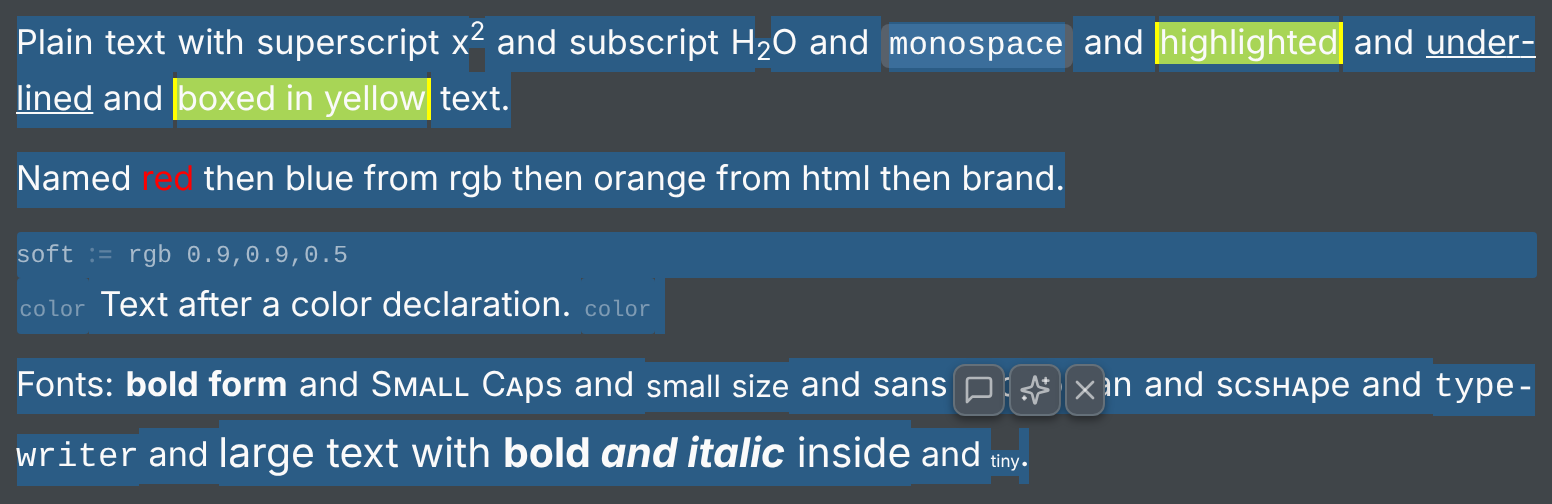 Plain text with superscript x² and subscript H₂O and monospace and highlighted and under-
lined and boxed in yellow text.
Named red then blue from rgb then orange from html then brand.
soft := rgb 0.9,0.9,0.5
color Text after a color declaration. color
Fonts: bold form and Small Caps and small size and sans an and scshape and type-
writer and large text with bold and italic inside and tiny.